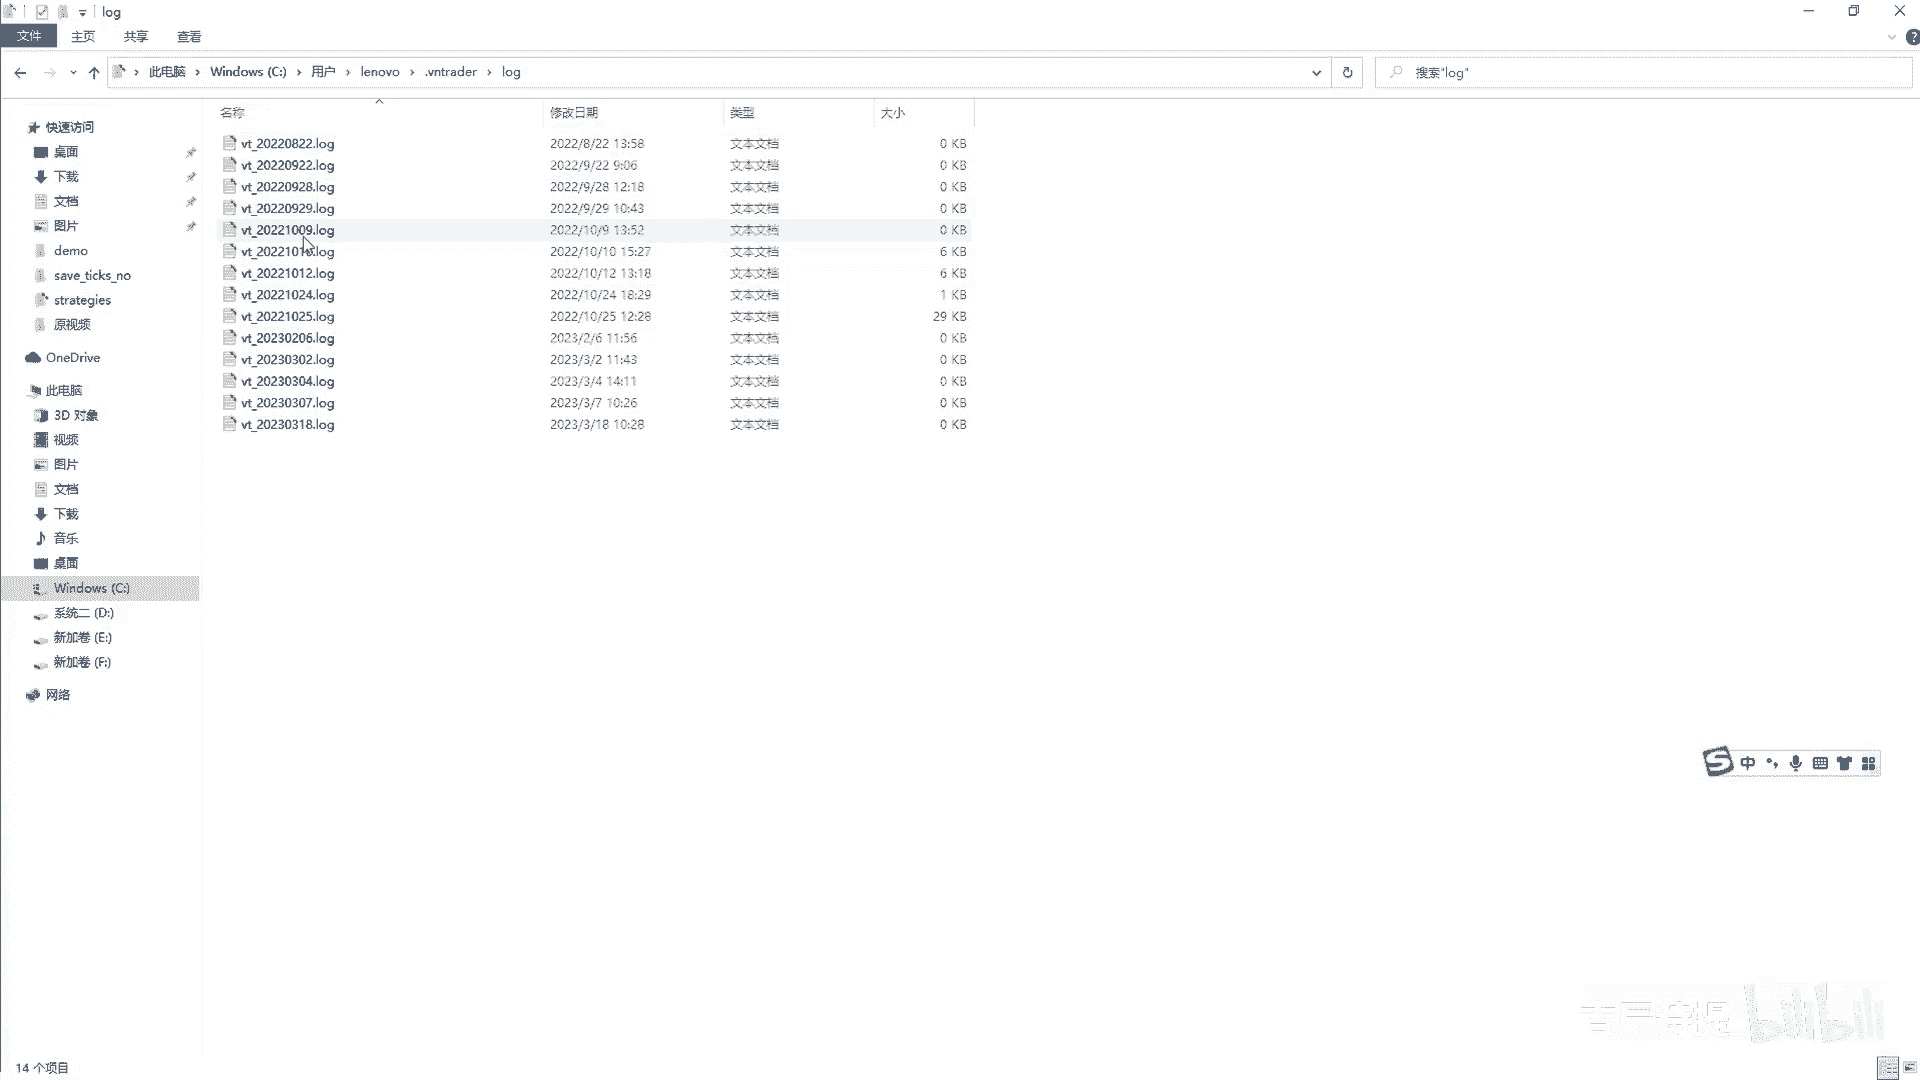 log
文件 主页 共享 查看
此电脑 › Windows (C:) › 用户 › lenovo › .vntrader › log
搜索"log"
名称 修改日期 类型 大小
vt_20220822.log 2022/8/22 13:58 文本文档 0 KB
vt_20220922.log 2022/9/22 9:06 文本文档 0 KB
vt_20220928.log 2022/9/28 12:18 文本文档 0 KB
vt_20220929.log 2022/9/29 10:43 文本文档 0 KB
vt_20221009.log 2022/10/9 13:52 文本文档 0 KB
2022/10/10 15:27 文本文档 6 KB
vt_20221012.log 2022/10/12 13:18 文本文档 6 KB
vt_20221024.log 2022/10/24 18:29 文本文档 1 KB
vt_20221025.log 2022/10/25 12:28 文本文档 29 KB
vt_20230206.log 2023/2/6 11:56 文本文档 0 KB
vt_20230302.log 2023/3/2 11:43 文本文档 0 KB
vt_20230304.log 2023/3/4 14:11 文本文档 0 KB
vt_20230307.log 2023/3/7 10:26 文本文档 0 KB
vt_20230318.log 2023/3/18 10:28 文本文档 0 KB
快速访问
桌面
下载
文档
图片
demo
save_ticks_no
strategies
原视频
OneDrive
此电脑
3D 对象
视频
图片
文档
下载
音乐
桌面
Windows (C:)
系统二 (D:)
新加卷 (E:)
新加卷 (F:)
网络
中
bilibili
14 个项目